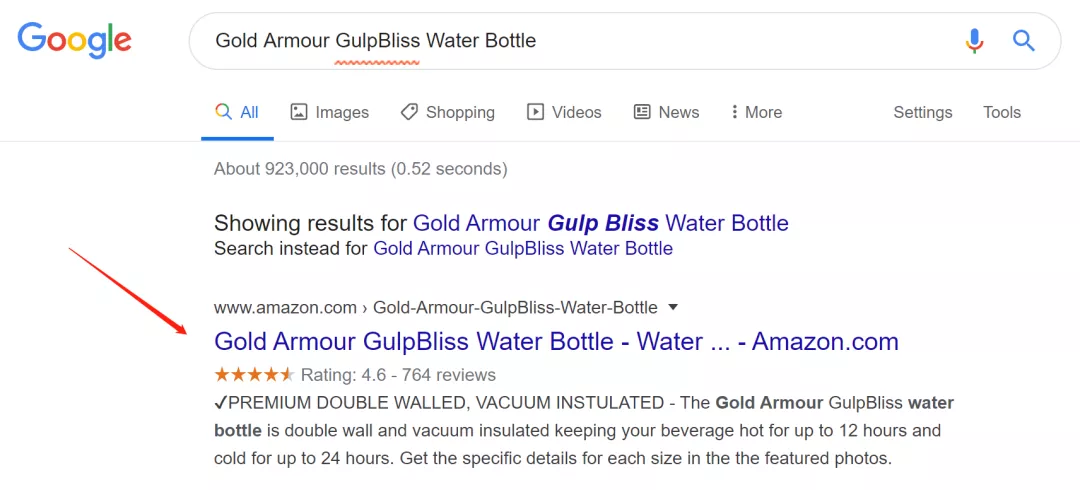 Google
Gold Armour GulpBliss Water Bottle
All Images Shopping Videos News More Settings Tools
About 923,000 results (0.52 seconds)
Showing results for Gold Armour Gulp Bliss Water Bottle
Search instead for Gold Armour GulpBliss Water Bottle
www.amazon.com › Gold-Armour-GulpBliss-Water-Bottle
Gold Armour GulpBliss Water Bottle - Water ... - Amazon.com
Rating: 4.6 - 764 reviews
✓PREMIUM DOUBLE WALLED, VACUUM INSTULATED - The Gold Armour GulpBliss water
bottle is double wall and vacuum insulated keeping your beverage hot for up to 12 hours and
cold for up to 24 hours. Get the specific details for each size in the the featured photos.